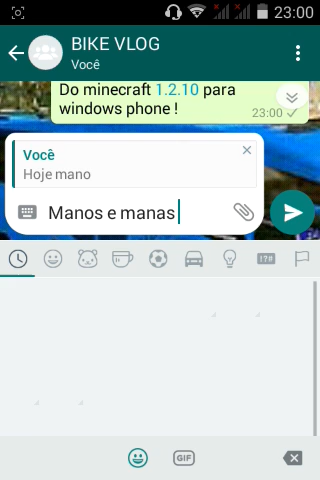 23:00
BIKE VLOG
Você
Do minecraft 1.2.10 para
windows phone !
23:00
Você
Hoje mano
Manos e manas
1?#
GIF